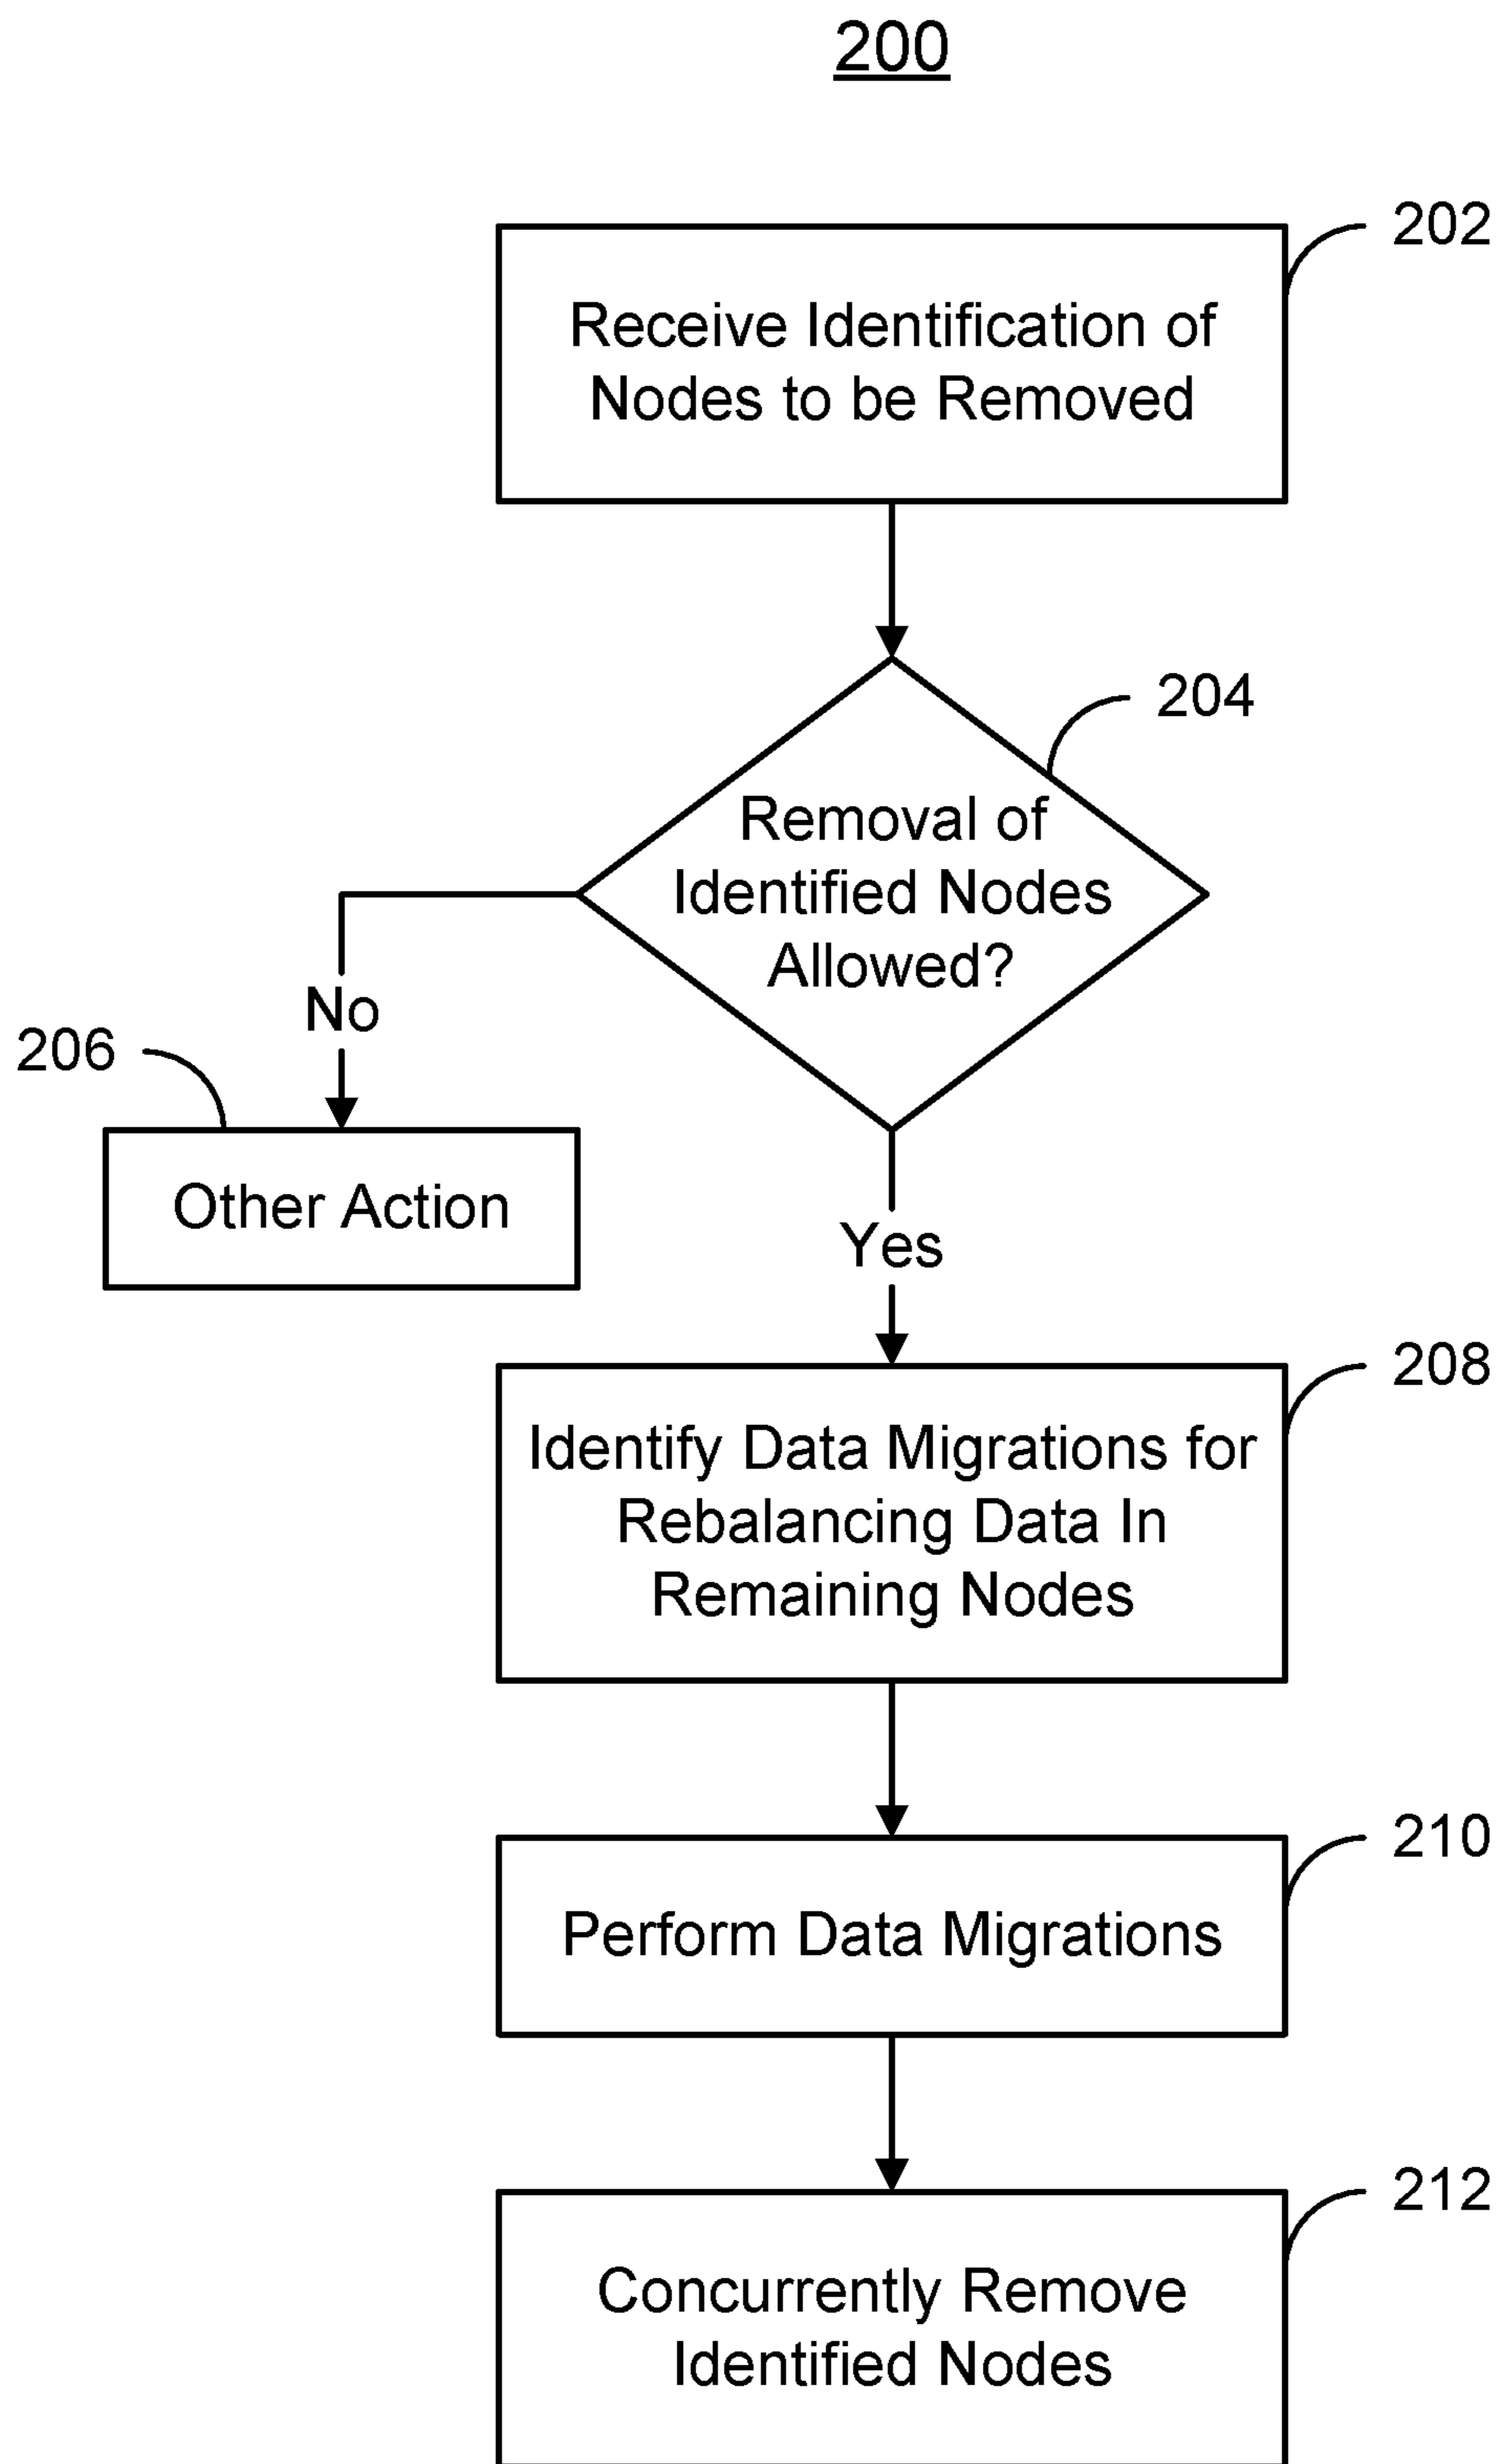 200
202
Receive Identification of
Nodes to be Removed
204
Removal of
Identified Nodes
Allowed?
No
206
Other Action
Yes
208
Identify Data Migrations for
Rebalancing Data In
Remaining Nodes
210
Perform Data Migrations
212
Concurrently Remove
Identified Nodes